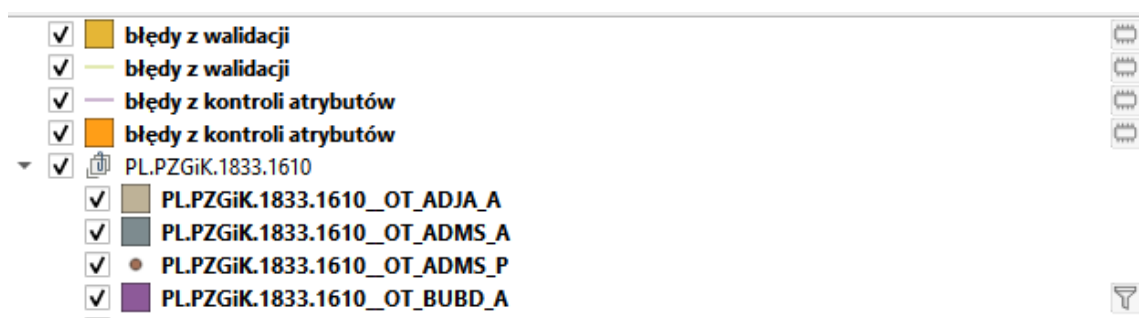 błędy z walidacji
błędy z walidacji
błędy z kontroli atrybutów
błędy z kontroli atrybutów
PL.PZGiK.1833.1610
PL.PZGiK.1833.1610__OT_ADJA_A
PL.PZGiK.1833.1610__OT_ADMS_A
PL.PZGiK.1833.1610__OT_ADMS_P
PL.PZGiK.1833.1610__OT_BUBD_A